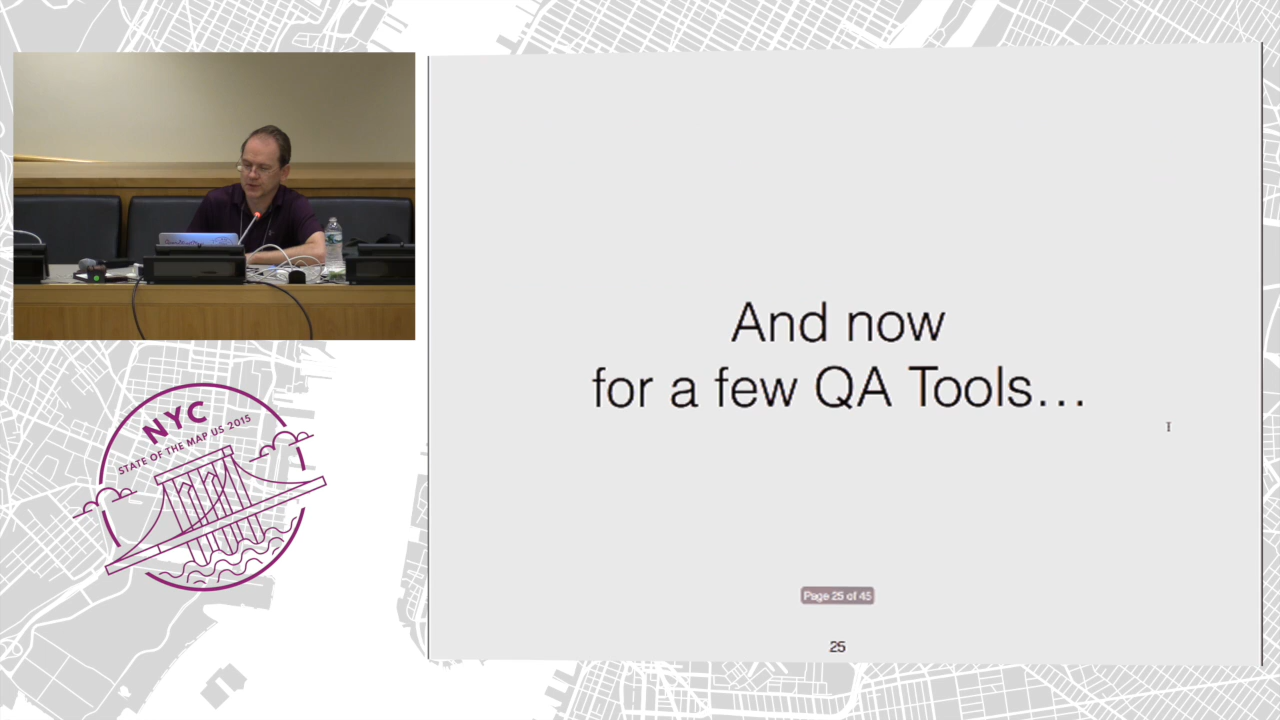 And now
for a few QA Tools...
Page 25 of 45
25
NYC
STATE OF THE MAP US 2015